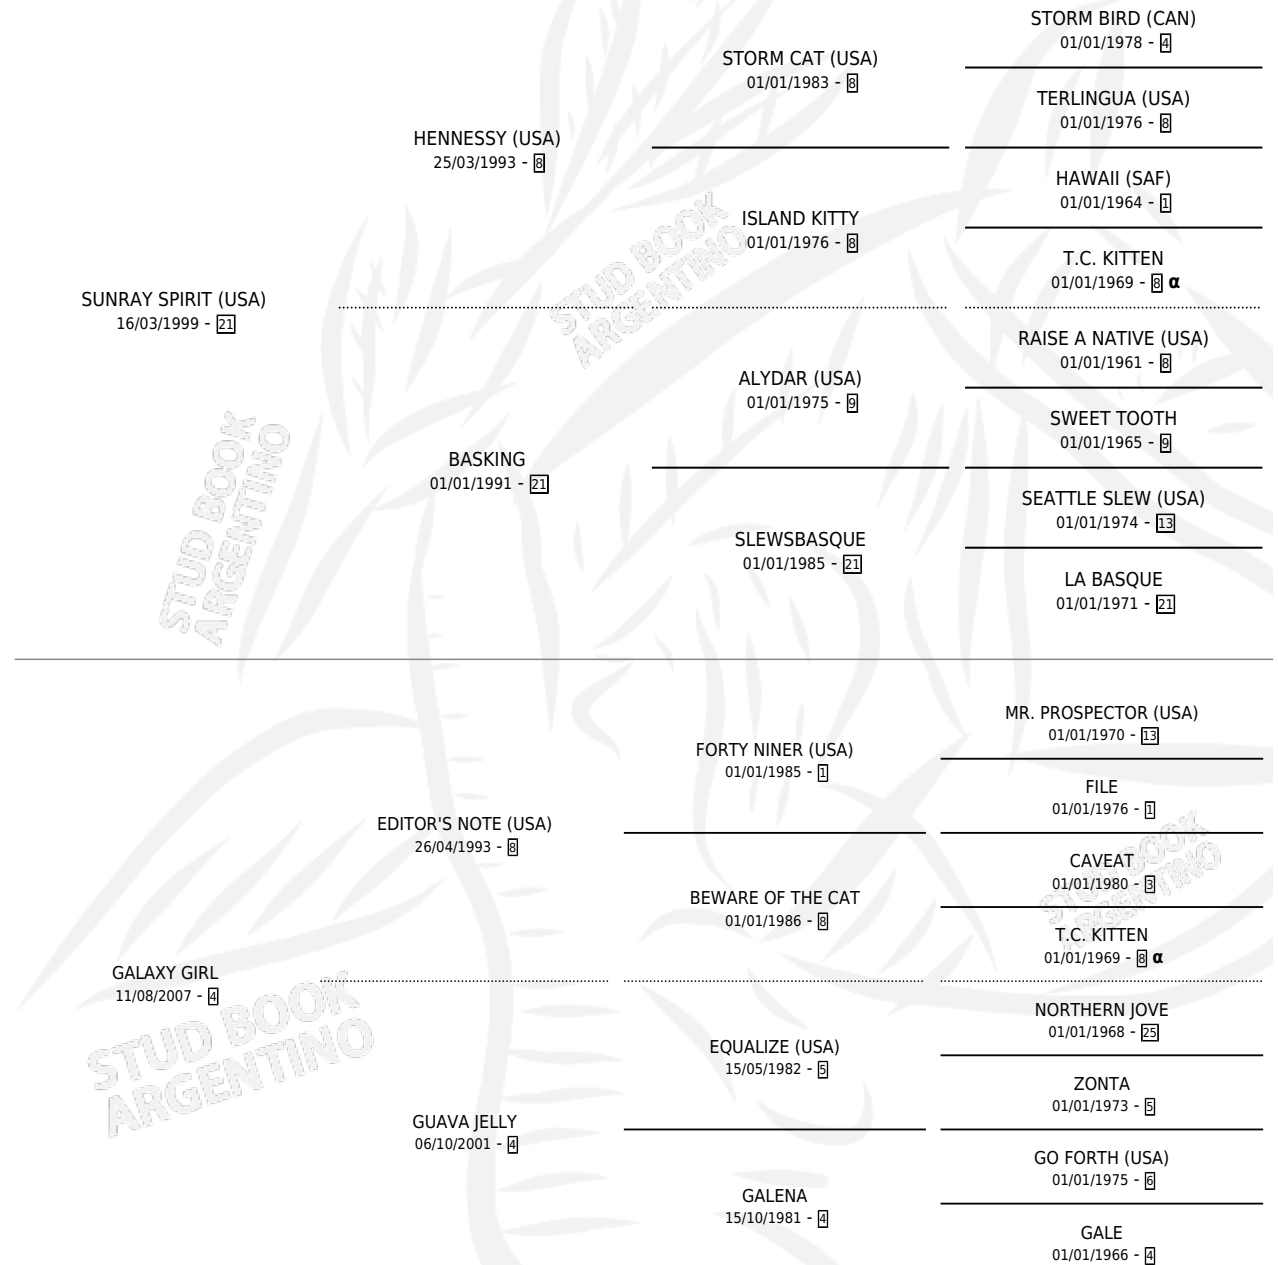 STORM BIRD (CAN)
01/01/1978 - 4
STORM CAT (USA)
01/01/1983 - 8
TERLINGUA (USA)
01/01/1976 - 8
HENNESSY (USA)
25/03/1993 - 8
HAWAII (SAF)
01/01/1964 - 1
ISLAND KITTY
01/01/1976 - 8
T.C. KITTEN
01/01/1969 - 8 α
SUNRAY SPIRIT (USA)
16/03/1999 - 21
RAISE A NATIVE (USA)
01/01/1961 - 8
ALYDAR (USA)
01/01/1975 - 9
SWEET TOOTH
01/01/1965 - 9
BASKING
01/01/1991 - 21
SEATTLE SLEW (USA)
01/01/1974 - 13
SLEWSBASQUE
01/01/1985 - 21
LA BASQUE
01/01/1971 - 21
MR. PROSPECTOR (USA)
01/01/1970 - 13
FORTY NINER (USA)
01/01/1985 - 1
FILE
01/01/1976 - 1
EDITOR'S NOTE (USA)
26/04/1993 - 8
CAVEAT
01/01/1980 - 3
BEWARE OF THE CAT
01/01/1986 - 8
T.C. KITTEN
01/01/1969 - 8 α
GALAXY GIRL
11/08/2007 - 4
NORTHERN JOVE
01/01/1968 - 25
EQUALIZE (USA)
15/05/1982 - 5
ZONTA
01/01/1973 - 5
GUAVA JELLY
06/10/2001 - 4
GO FORTH (USA)
01/01/1975 - 6
GALENA
15/10/1981 - 4
GALE
01/01/1966 - 4
STUD BOOK
ARGENTINO
STUD BOOK
ARGENTINO
STUD BOOK
ARGENTINO
STUD BOOK
ARGENTINO